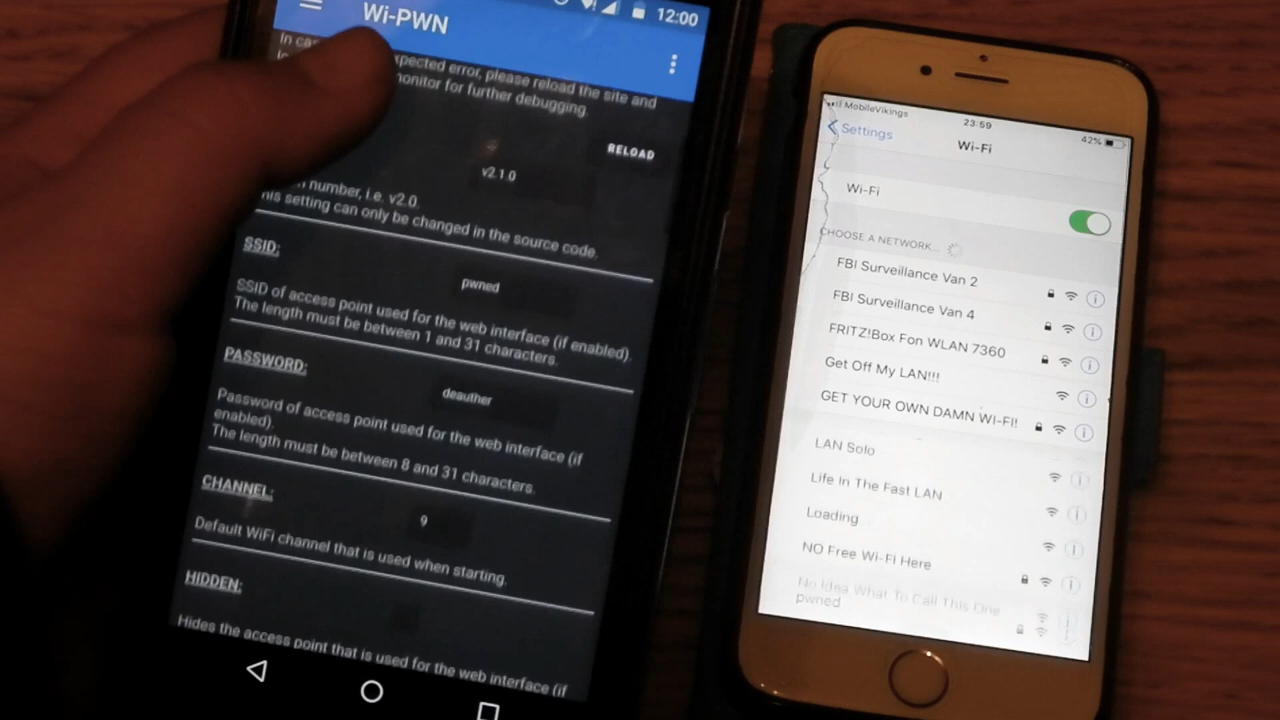 12:00
Wi-PWN
In cas xpected error, please reload the site and
onitor for further debugging.
RELOAD
v2.1.0
number, i.e. v2.0.
his setting can only be changed in the source code.
SSID:
pwned
SSID of access point used for the web interface (if enabled).
The length must be between 1 and 31 characters.
PASSWORD:
deauther
Password of access point used for the web interface (if
enabled).
The length must be between 8 and 31 characters.
CHANNEL:
9
Default WiFi channel that is used when starting.
HIDDEN:
Hides the access point that is used for the web interface (if
MobileVikings
23:59
42%
Settings
Wi-Fi
Wi-Fi
CHOOSE A NETWORK...
FBI Surveillance Van 2
FBI Surveillance Van 4
FRITZ!Box Fon WLAN 7360
Get Off My LAN!!!
GET YOUR OWN DAMN WI-FI!
LAN Solo
Life In The Fast LAN
Loading
NO Free Wi-Fi Here
No Idea What To Call This One
pwned